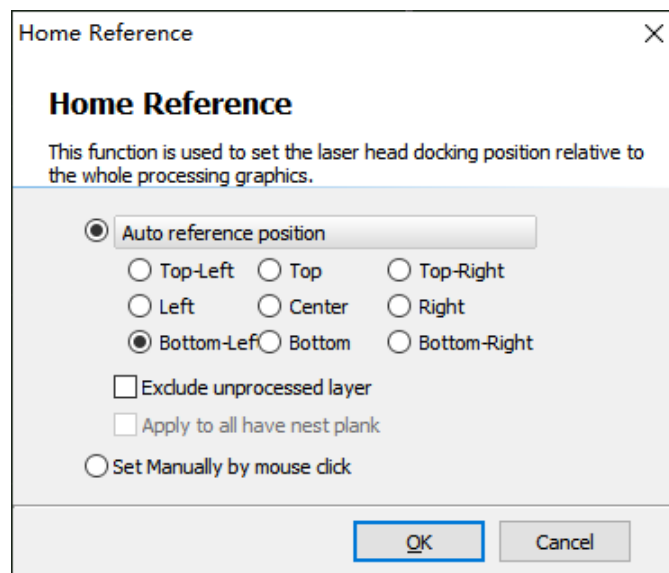 Home Reference
Home Reference
This function is used to set the laser head docking position relative to
the whole processing graphics.
Auto reference position
Top-Left Top Top-Right
Left Center Right
Bottom-Lef Bottom Bottom-Right
Exclude unprocessed layer
Apply to all have nest plank
Set Manually by mouse click
OK Cancel